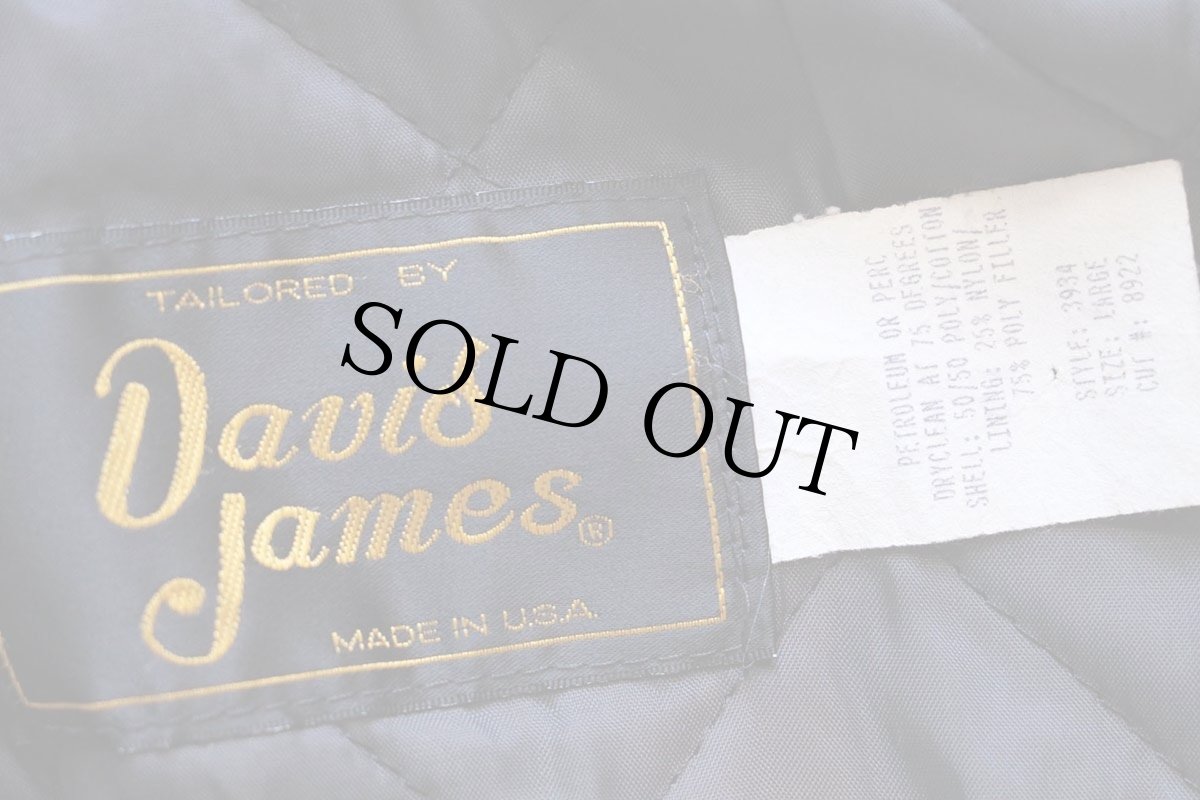 TAILORED BY
David
James®
MADE IN U.S.A.
SOLD OUT
PETROLEUM OR PERC
DRYCLEAN AT 75 DEGREES
SHELL: 50/50 POLY/COTTON
LINING: 25% NYLON/
75% POLY FILLER
STYLE: 3934
SIZE: LARGE
CUT #: 8922